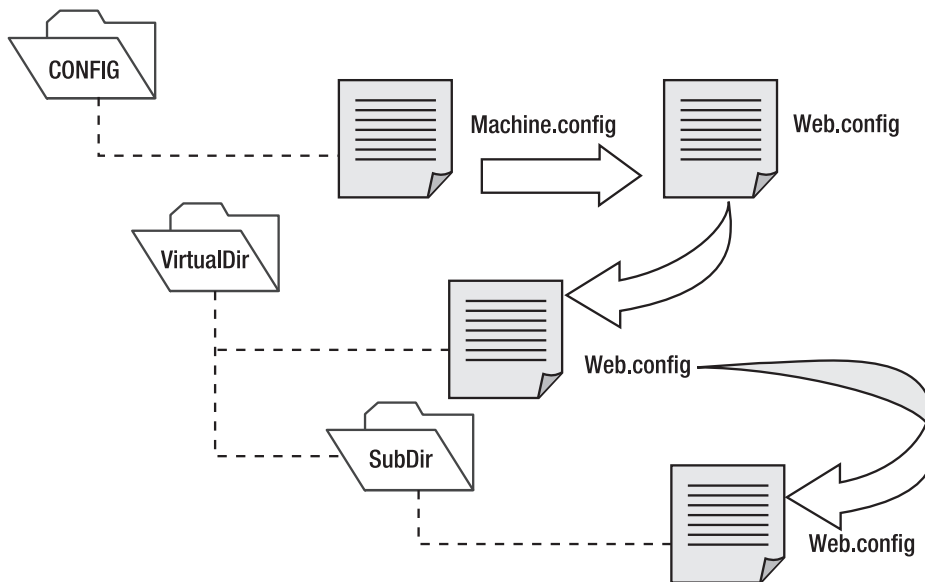 CONFIG
Machine.config
Web.config
VirtualDir
Web.config
SubDir
Web.config